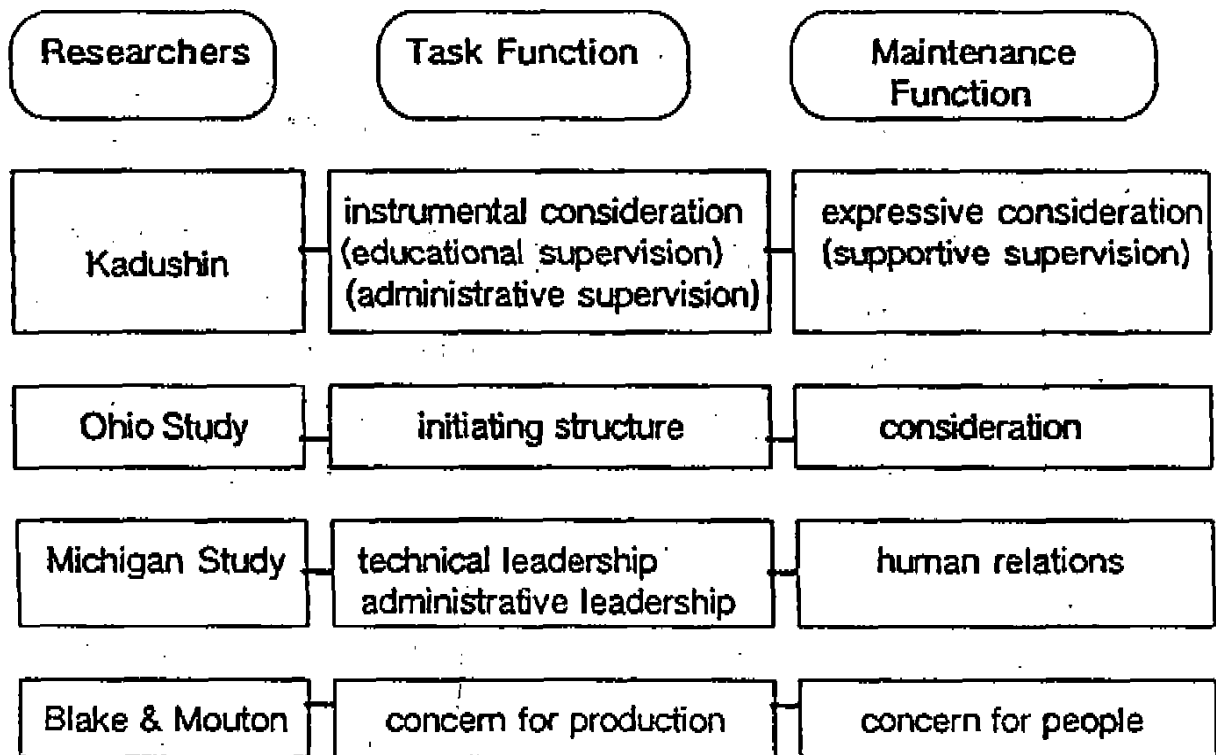 Researchers
Task Function
Maintenance
Function
Kadushin
instrumental consideration
(educational supervision)
(administrative supervision)
expressive consideration
(supportive supervision)
Ohio Study
initiating structure
consideration
Michigan Study
technical leadership
administrative leadership
human relations
Blake & Mouton
concern for production
concern for people